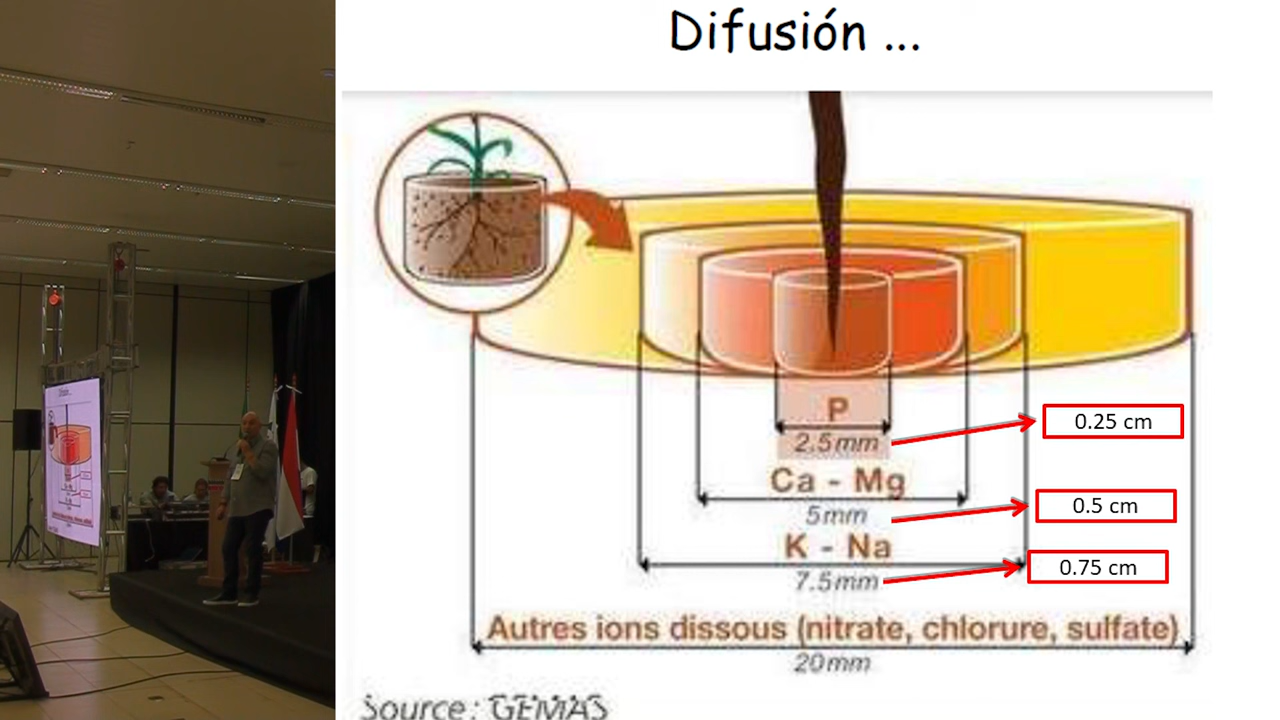 Difusión ...
P
2.5mm
0.25 cm
Ca - Mg
5mm
0.5 cm
K - Na
7.5mm
0.75 cm
Autres ions dissous (nitrate, chlorure, sulfate)
20mm
Source: GEMAS